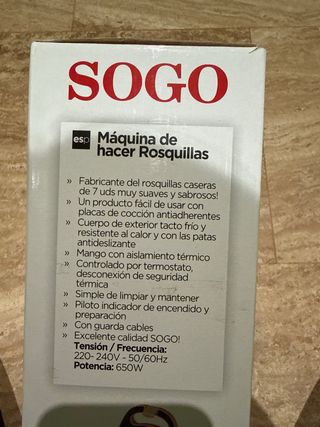 SOGO
esp Máquina de
hacer Rosquillas
» Fabricante del rosquillas caseras
de 7 uds muy suaves y sabrosos!
» Un producto fácil de usar con
placas de cocción antiadherentes
» Cuerpo de exterior tacto frío y
resistente al calor y con las patas
antideslizante
» Mango con aislamiento térmico
» Controlado por termostato,
desconexión de seguridad
térmica
» Simple de limpiar y mantener
» Piloto indicador de encendido y
preparación
» Con guarda cables
» Excelente calidad SOGO!
Tensión / Frecuencia:
220- 240V - 50/60Hz
Potencia: 650W